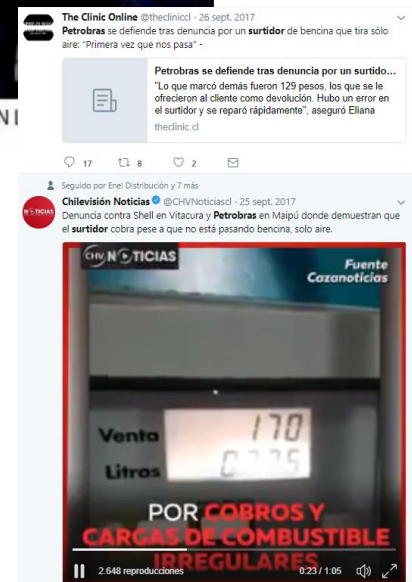 The Clinic Online @thecliniccl · 26 sept. 2017
Petrobras se defiende tras denuncia por un surtidor de bencina que tira sólo
aire: "Primera vez que nos pasa" -
Petrobras se defiende tras denuncia por un surtido...
"Lo que marcó demás fueron 129 pesos, los que se le
ofrecieron al cliente como devolución. Hubo un error en
el surtidor y se reparó rápidamente", aseguró Eliana
theclinic.cl
17 8 2
Seguido por Enel Distribución y 7 más
Chilevisión Noticias @CHVNoticiascl · 25 sept. 2017
Denuncia contra Shell en Vitacura y Petrobras en Maipú donde demuestran que
el surtidor cobra pese a que no está pasando bencina, solo aire.
CHV NOTICIAS
Fuente
Cazanoticias
Venta 170
Litros
POR COBROS Y
CARGAS DE COMBUSTIBLE
IRREGULARES
2.648 reproducciones 0:23 / 1:05